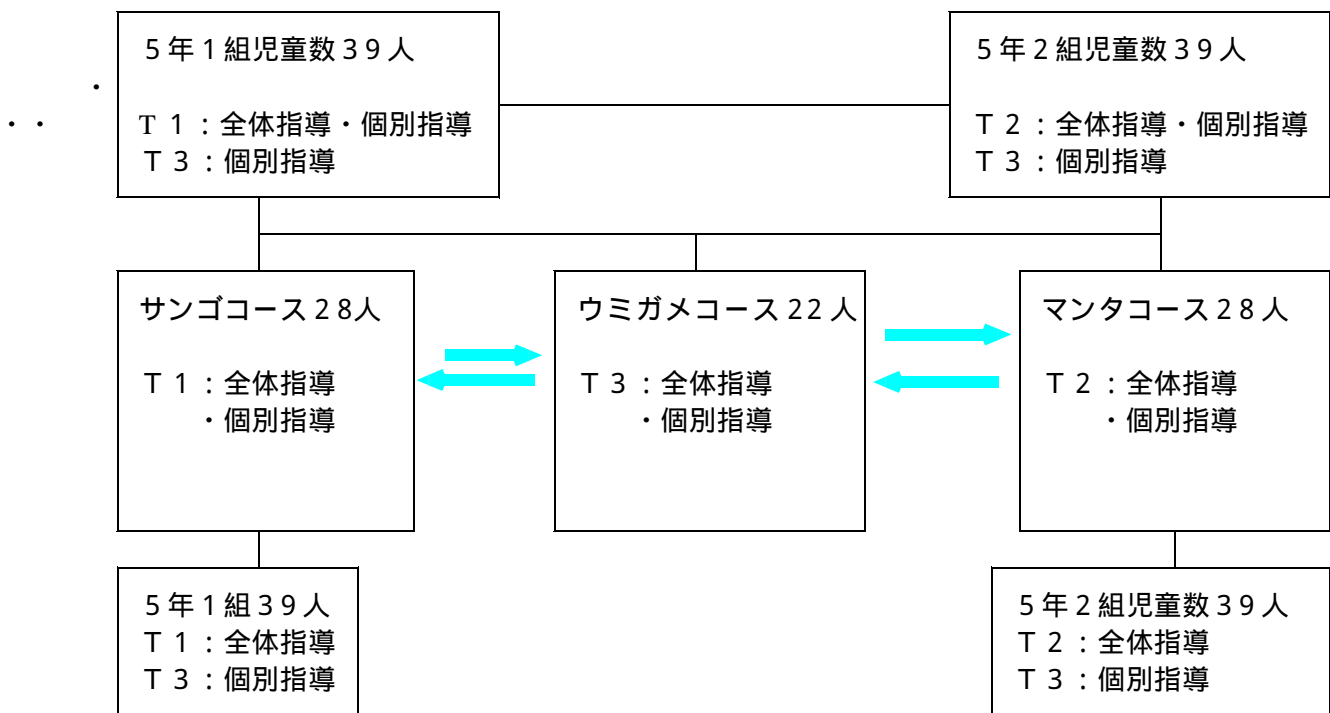 5年1組児童数39人
T1:全体指導・個別指導
T3:個別指導
5年2組児童数39人
T2:全体指導・個別指導
T3:個別指導
サンゴコース28人
T1:全体指導
・個別指導
ウミガメコース22人
T3:全体指導
・個別指導
マンタコース28人
T2:全体指導
・個別指導
5年1組39人
T1:全体指導
T3:個別指導
5年2組児童数39人
T2:全体指導
T3:個別指導